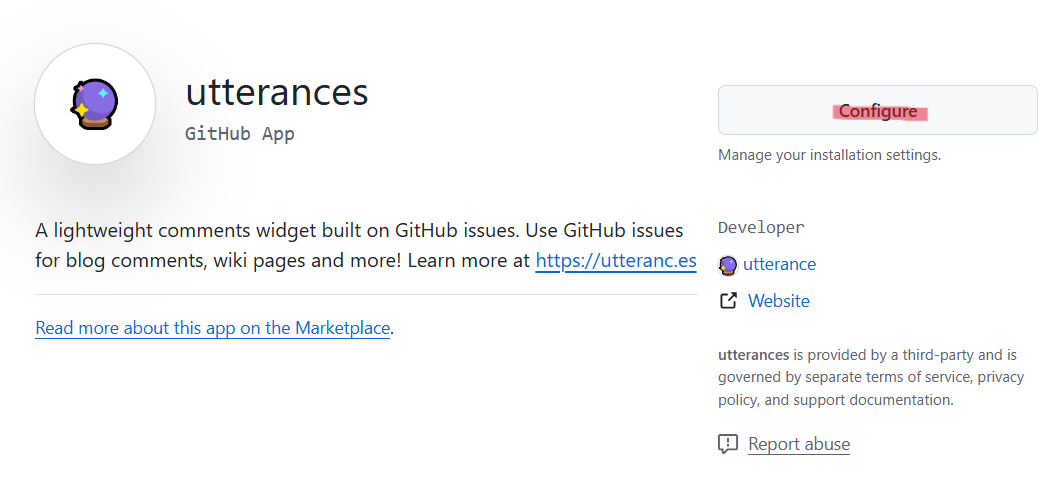 utterances
GitHub App
Configure
Manage your installation settings.
A lightweight comments widget built on GitHub issues. Use GitHub issues
for blog comments, wiki pages and more! Learn more at https://utteranc.es
Read more about this app on the Marketplace.
Developer
utterance
Website
utterances is provided by a third-party and is
governed by separate terms of service, privacy
policy, and support documentation.
Report abuse